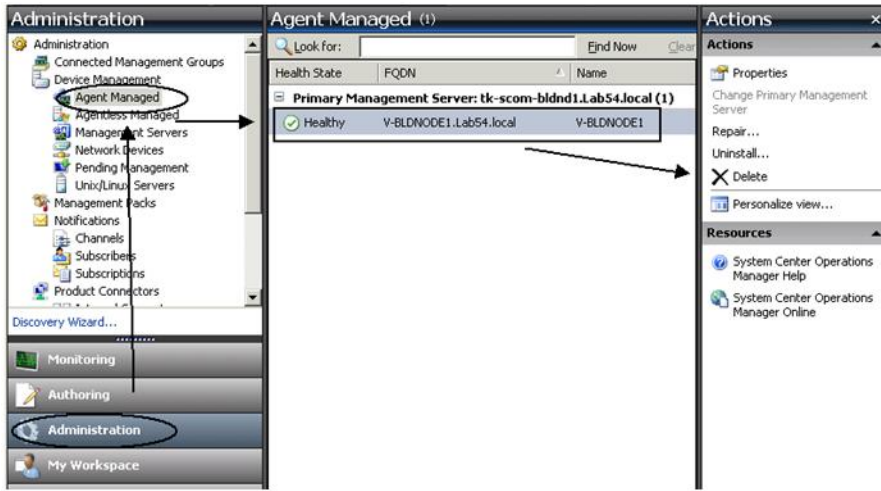 Administration
Administration
Connected Management Groups
Device Management
Agent Managed
Agentless Managed
Management Servers
Network Devices
Pending Management
Unix/Linux Servers
Management Packs
Notifications
Channels
Subscribers
Subscriptions
Product Connectors
Discovery Wizard...
Monitoring
Authoring
Administration
My Workspace
Agent Managed (1)
Look for:
Find Now
Clear
Health State FQDN Name
Primary Management Server: tk-scom-bldnd1.Lab54.local (1)
Healthy V-BLDNODE1.Lab54.local V-BLDNODE1
Actions
Actions
Properties
Change Primary Management
Server
Repair...
Uninstall...
Delete
Personalize view...
Resources
System Center Operations
Manager Help
System Center Operations
Manager Online